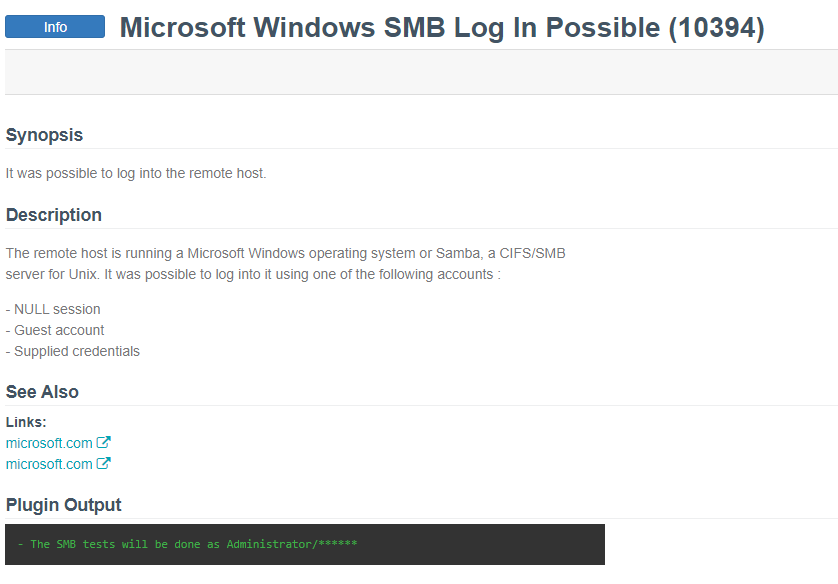 Info
Microsoft Windows SMB Log In Possible (10394)
Synopsis
It was possible to log into the remote host.
Description
The remote host is running a Microsoft Windows operating system or Samba, a CIFS/SMB
server for Unix. It was possible to log into it using one of the following accounts :
- NULL session
- Guest account
- Supplied credentials
See Also
Links:
microsoft.com
microsoft.com
Plugin Output
- The SMB tests will be done as Administrator/******